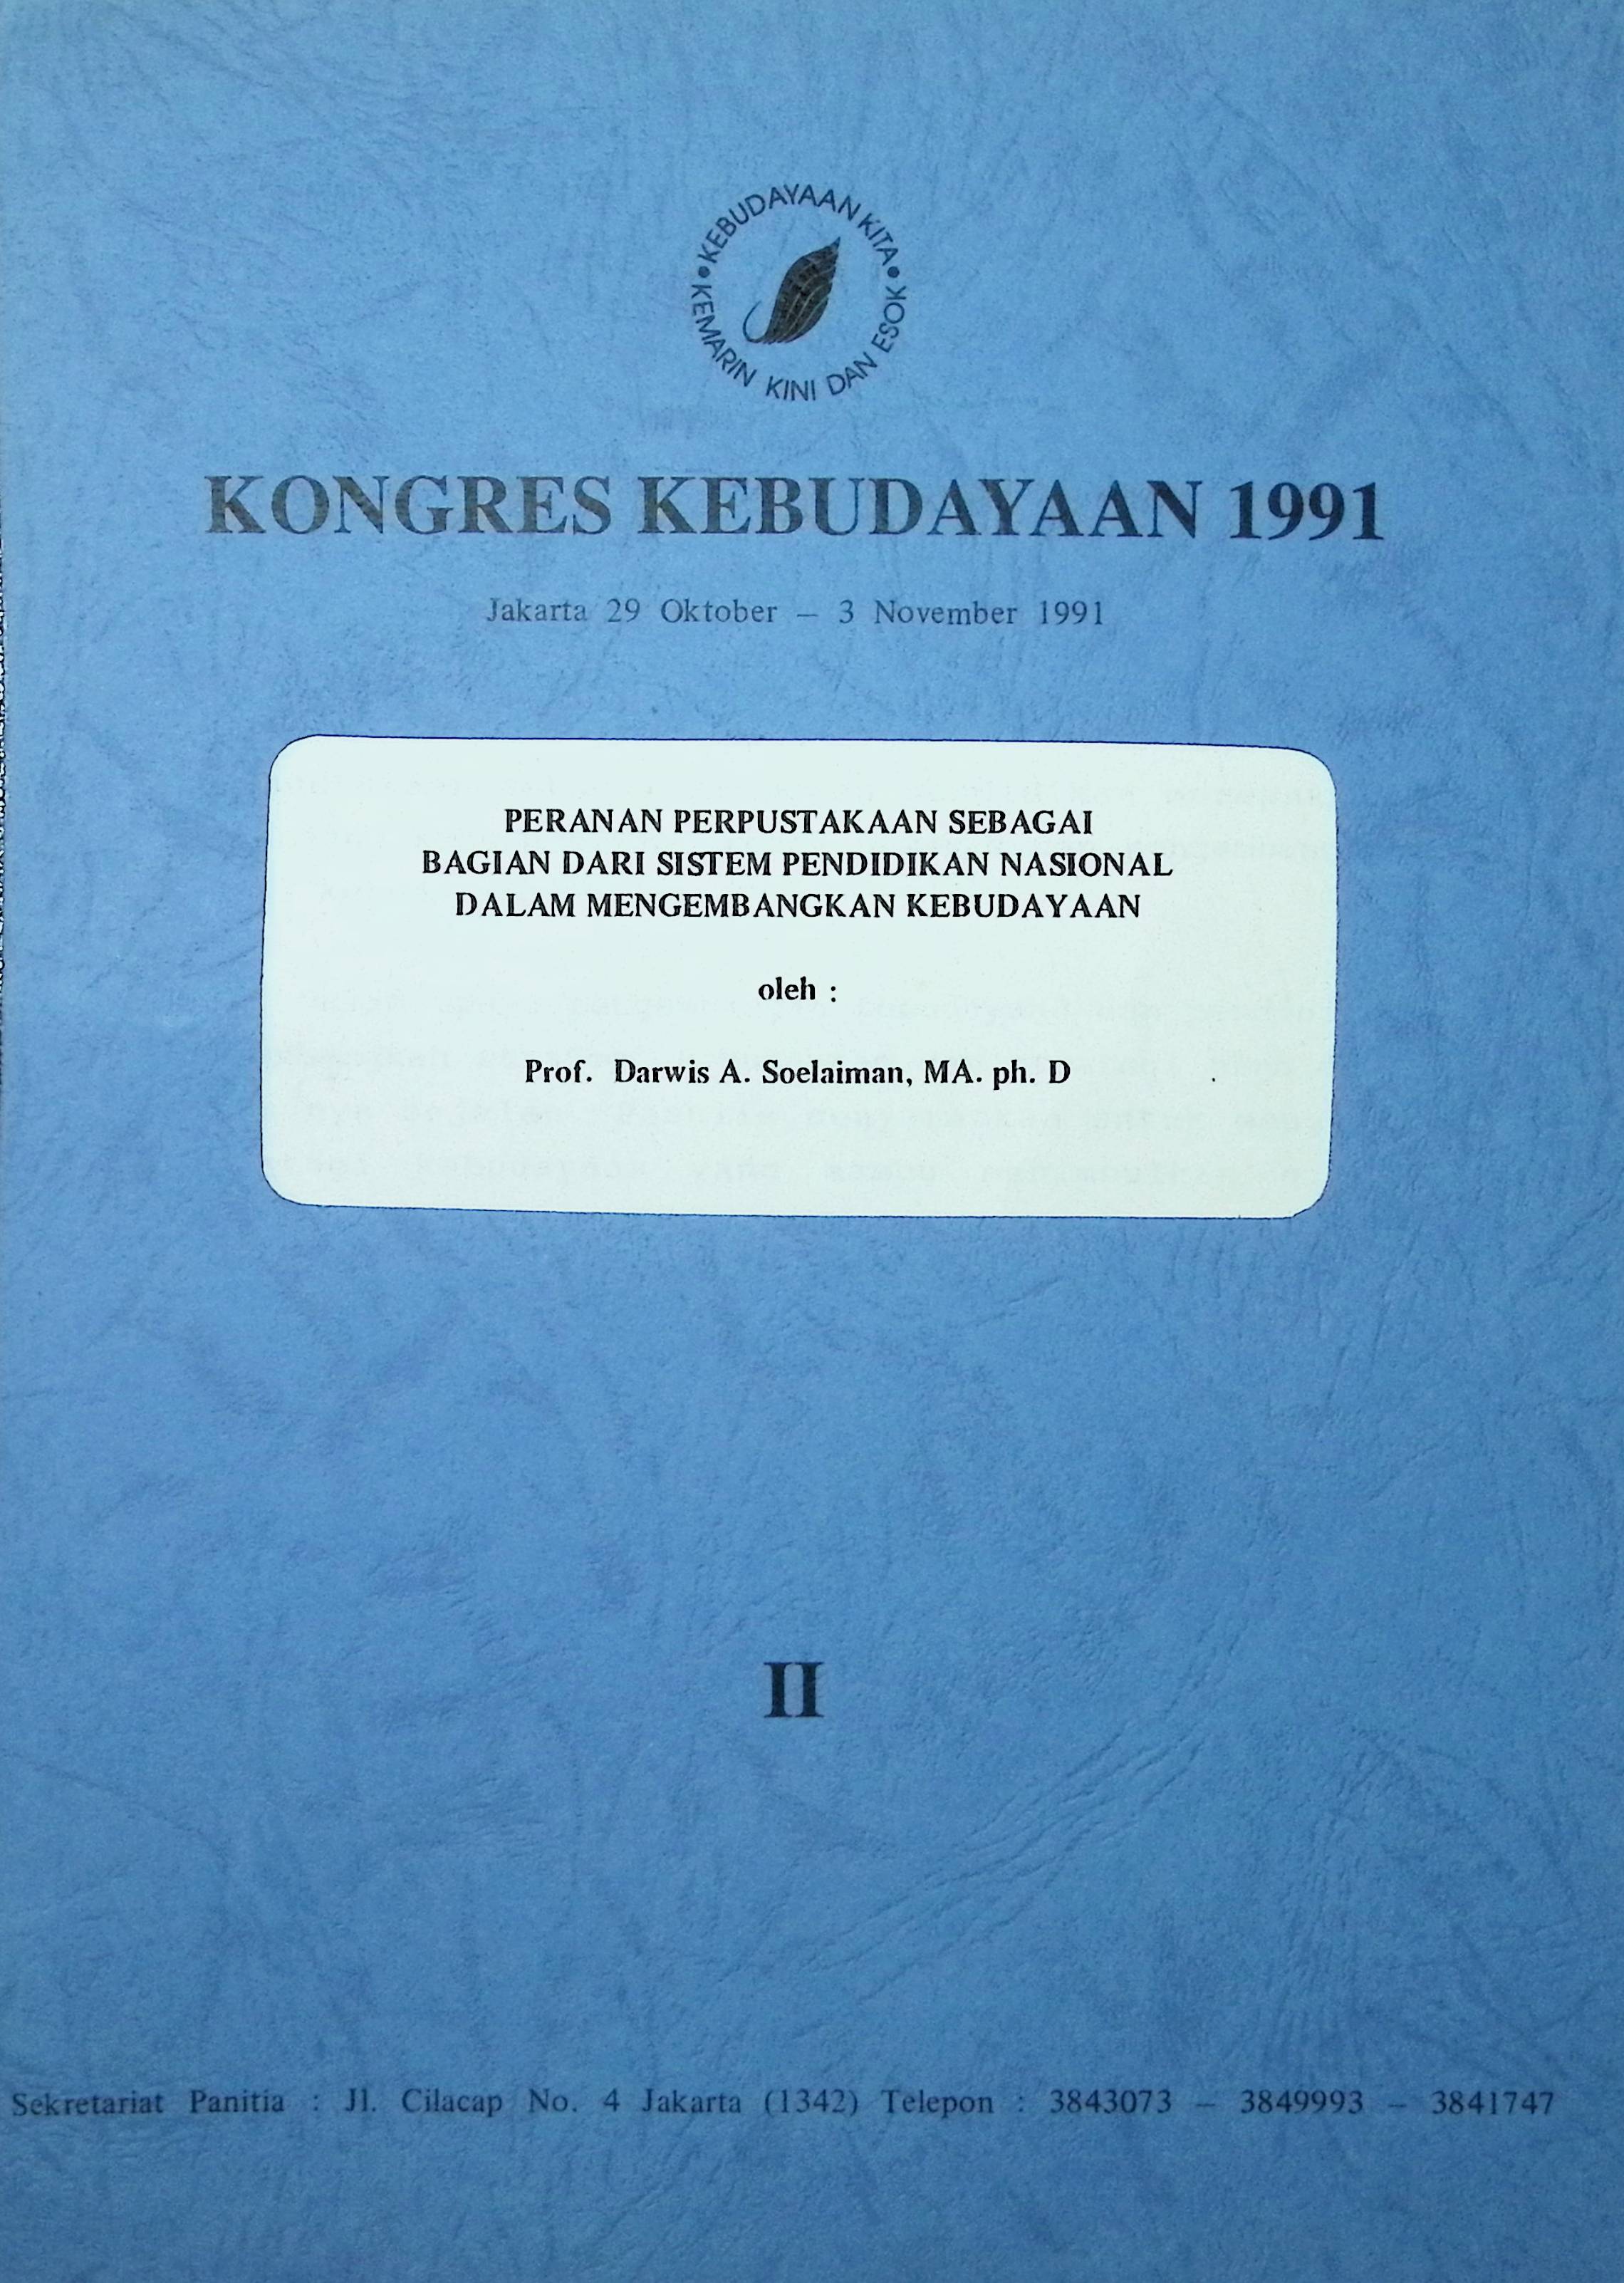 • KEBUDAYAAN KITA •
KEMARIN KINI DAN ESOK
KONGRES KEBUDAYAAN 1991
Jakarta 29 Oktober – 3 November 1991
PERANAN PERPUSTAKAAN SEBAGAI
BAGIAN DARI SISTEM PENDIDIKAN NASIONAL
DALAM MENGEMBANGKAN KEBUDAYAAN
oleh :
Prof. Darwis A. Soelaiman, MA. ph. D
II
Sekretariat Panitia : Jl. Cilacap No. 4 Jakarta (1342) Telepon : 3843073 – 3849993 – 3841747